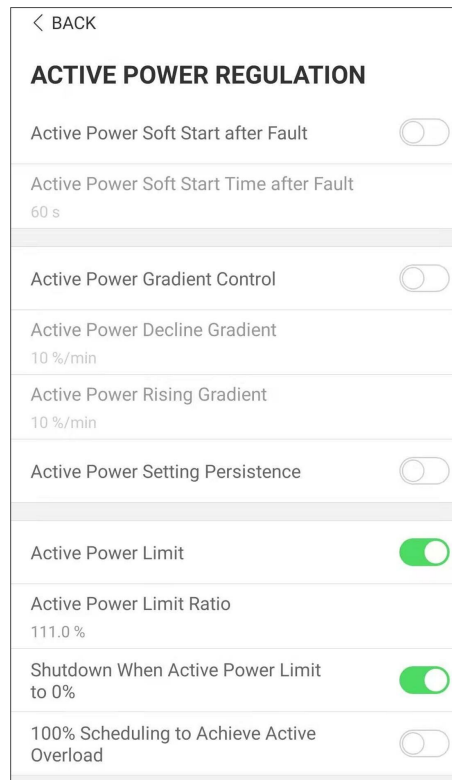 < BACK
ACTIVE POWER REGULATION
Active Power Soft Start after Fault
Active Power Soft Start Time after Fault
60 s
Active Power Gradient Control
Active Power Decline Gradient
10 %/min
Active Power Rising Gradient
10 %/min
Active Power Setting Persistence
Active Power Limit
Active Power Limit Ratio
111.0 %
Shutdown When Active Power Limit
to 0%
100% Scheduling to Achieve Active
Overload